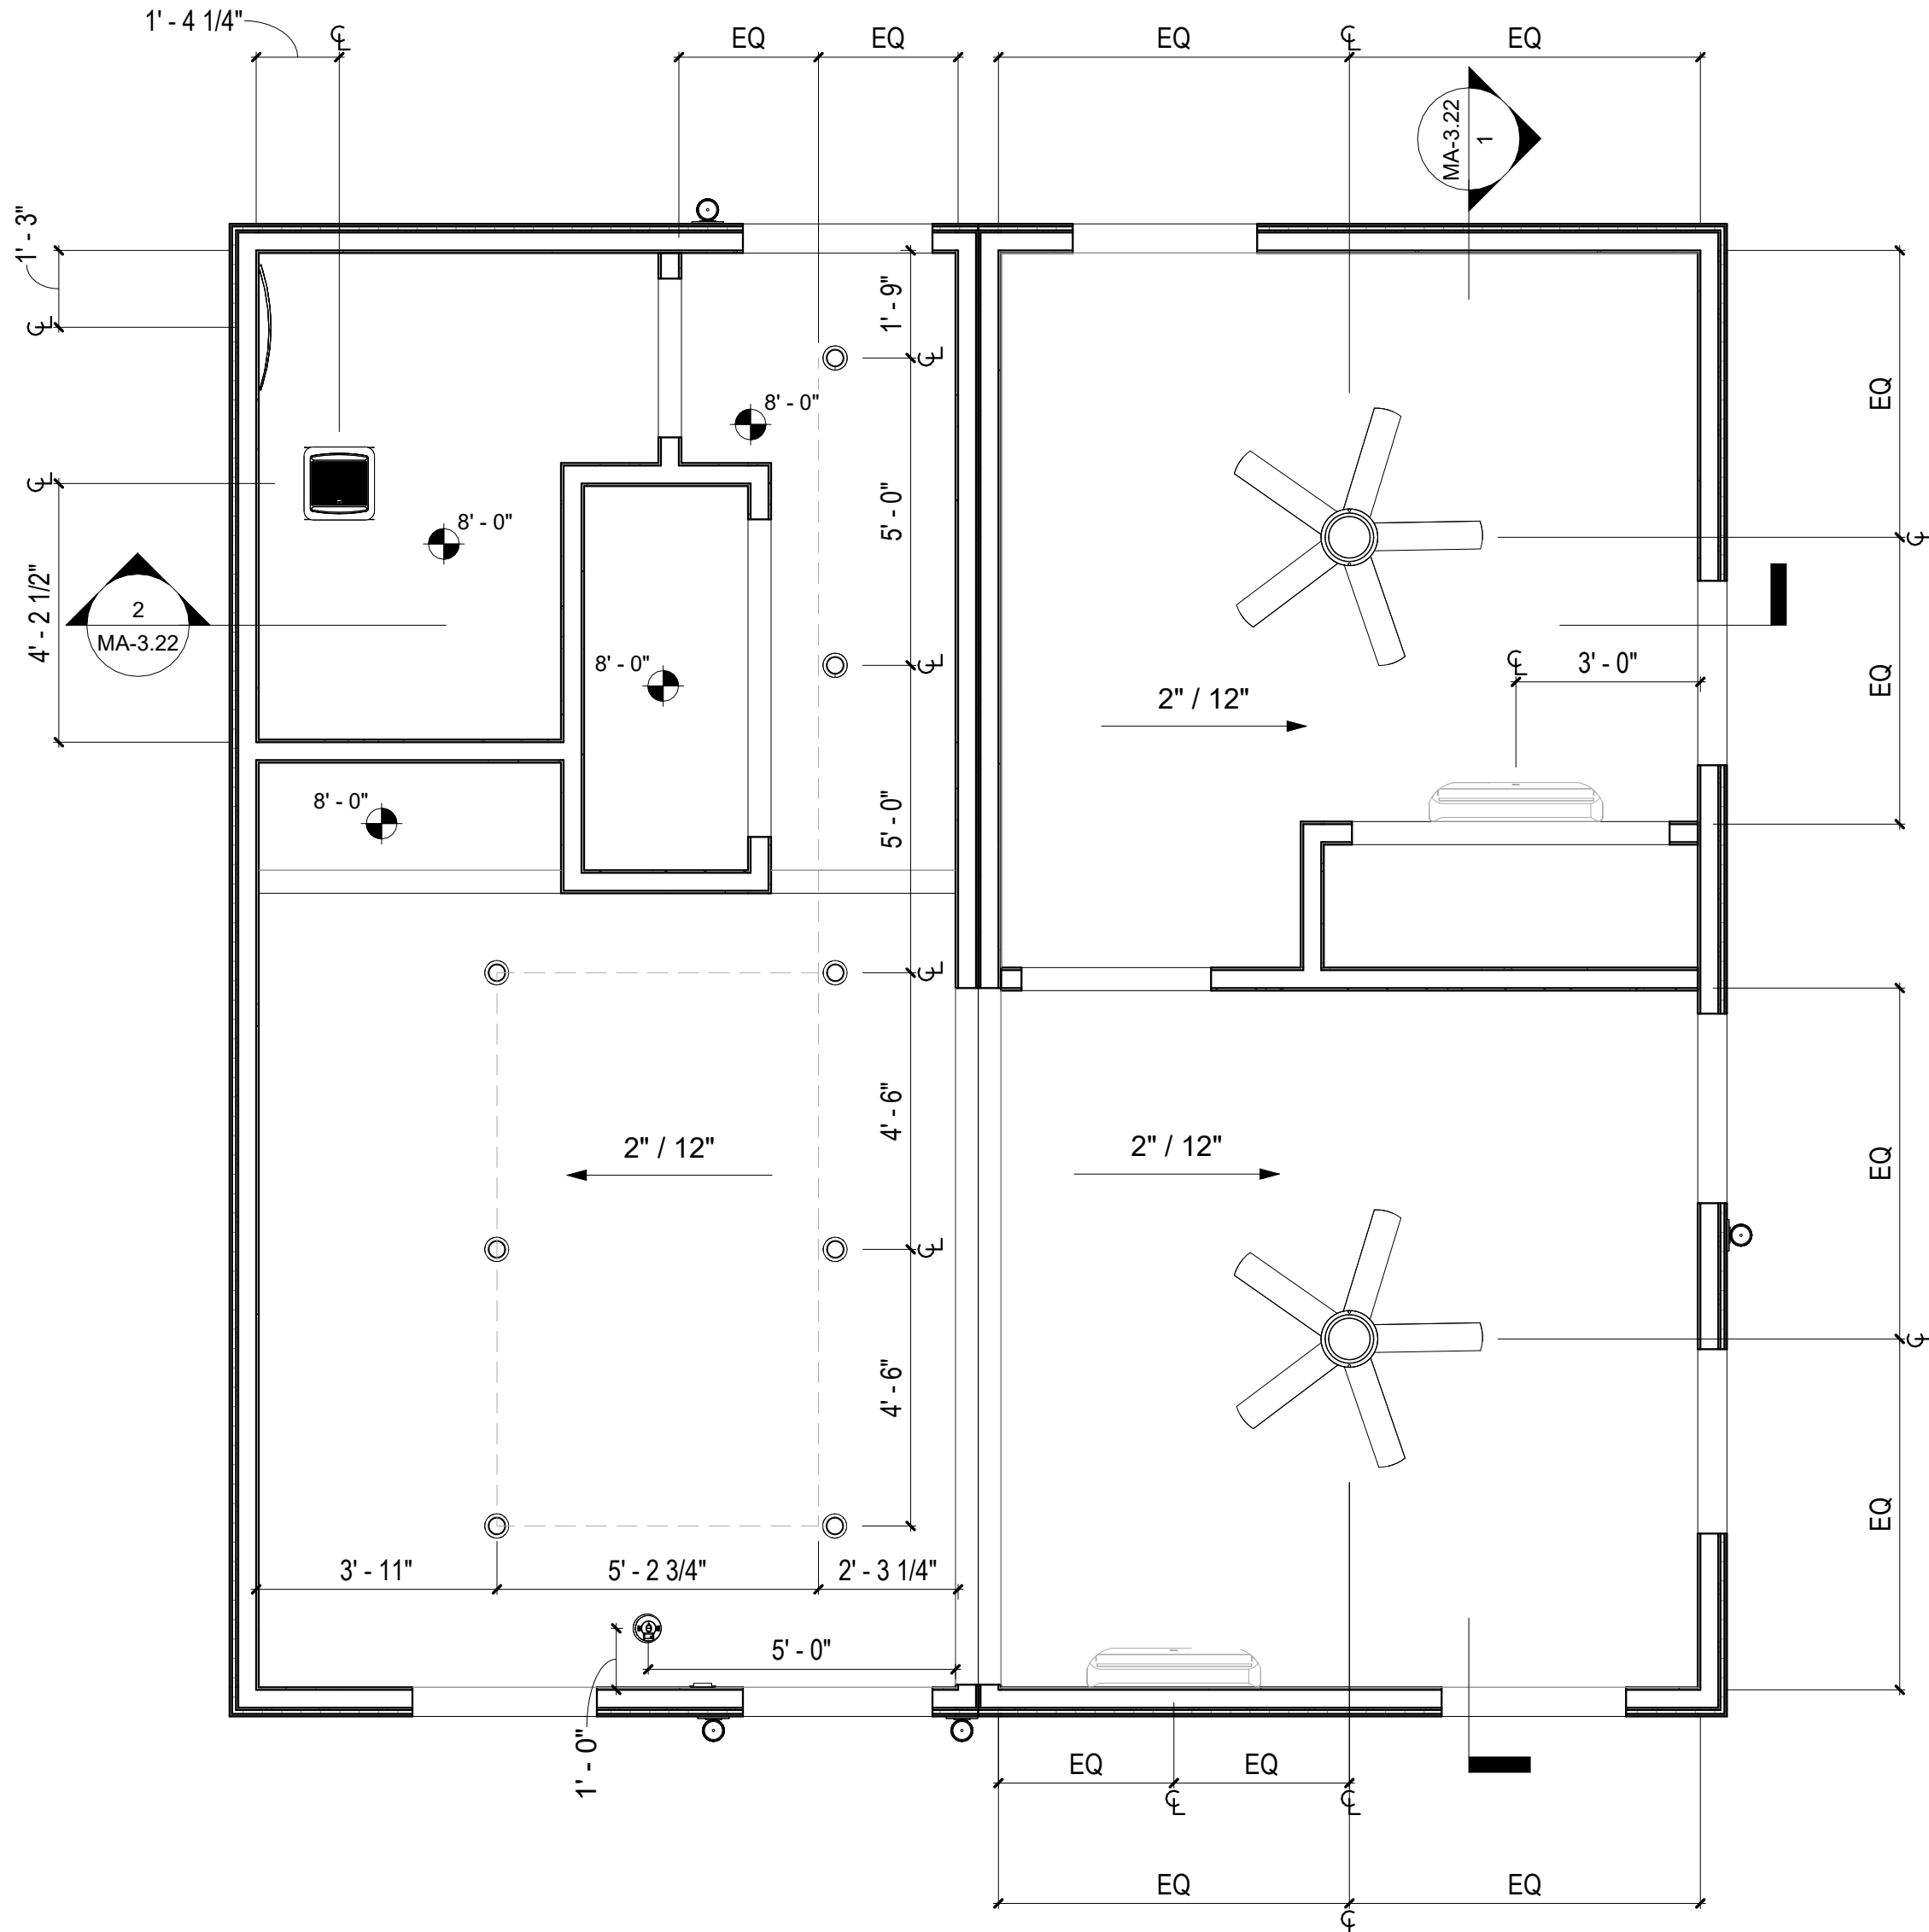 1' - 4 1/4"
EQ
EQ
EQ
EQ
MA-3.22
1
1' - 3"
1' - 9"
8' - 0"
EQ
5' - 0"
8' - 0"
4' - 2 1/2"
2
MA-3.22
8' - 0"
3' - 0"
EQ
2" / 12"
8' - 0"
5' - 0"
4' - 6"
2" / 12"
2" / 12"
EQ
4' - 6"
EQ
3' - 11"
5' - 2 3/4"
2' - 3 1/4"
5' - 0"
1' - 0"
EQ
EQ
EQ
EQ